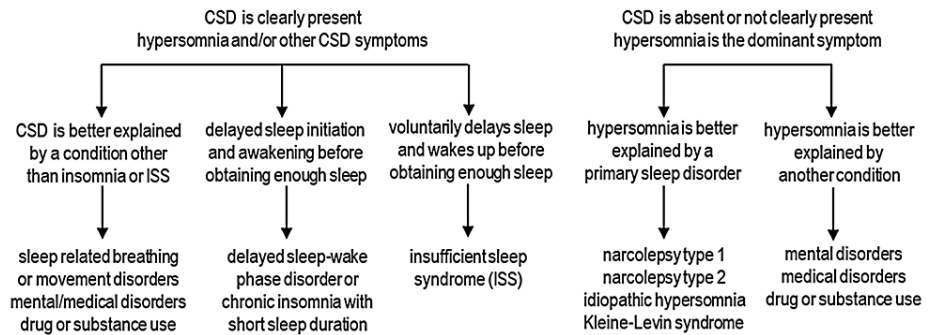 CSD is clearly present
hypersomnia and/or other CSD symptoms
CSD is absent or not clearly present
hypersomnia is the dominant symptom
CSD is better explained
by a condition other
than insomnia or ISS
delayed sleep initiation
and awakening before
obtaining enough sleep
voluntarily delays sleep
and wakes up before
obtaining enough sleep
hypersomnia is better
explained by a
primary sleep disorder
hypersomnia is better
explained by
another condition
sleep related breathing
or movement disorders
mental/medical disorders
drug or substance use
delayed sleep-wake
phase disorder or
chronic insomnia with
short sleep duration
insufficient sleep
syndrome (ISS)
narcolepsy type 1
narcolepsy type 2
idiopathic hypersomnia
Kleine-Levin syndrome
mental disorders
medical disorders
drug or substance use